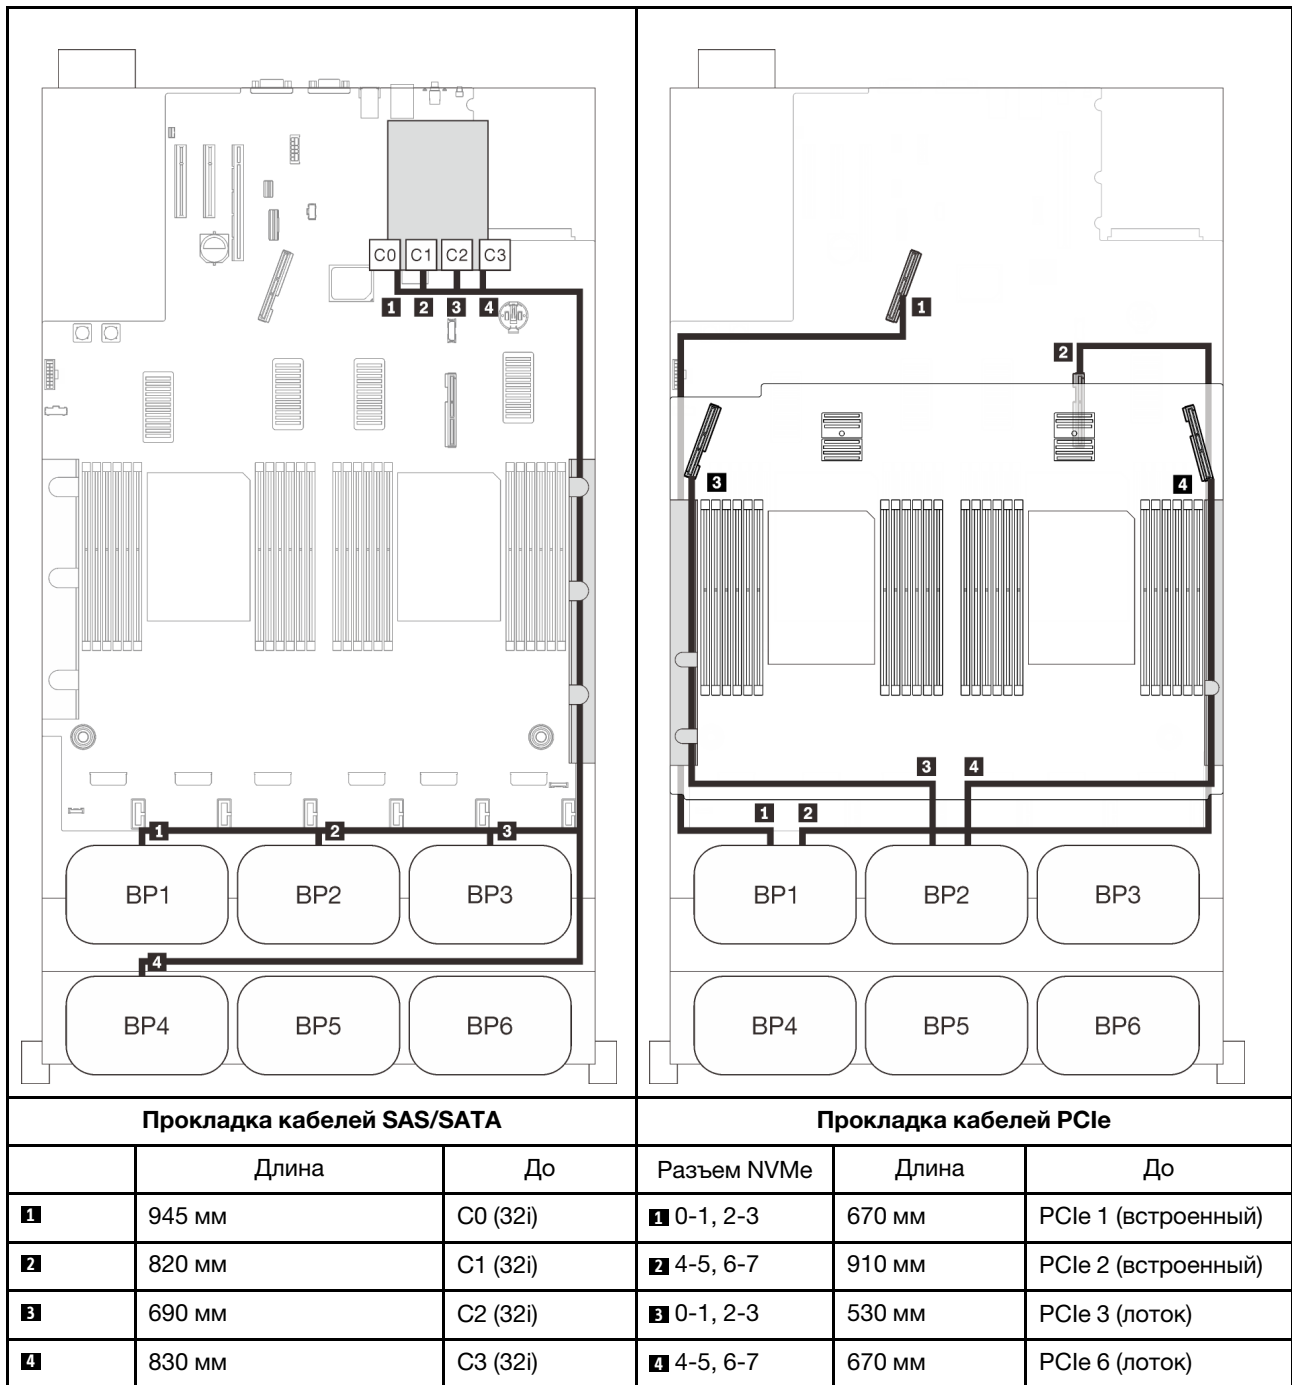 C0 C1 C2 C3
1 2 3 4
1 2 3
BP1 BP2 BP3
4
BP4 BP5 BP6
1
2
3 4
3 4
1 2
BP1 BP2 BP3
BP4 BP5 BP6
Прокладка кабелей SAS/SATA Прокладка кабелей PCIe
Длина До Разъем NVMe Длина До
1 945 мм C0 (32i) 1 0-1, 2-3 670 мм PCIe 1 (встроенный)
2 820 мм C1 (32i) 2 4-5, 6-7 910 мм PCIe 2 (встроенный)
3 690 мм C2 (32i) 3 0-1, 2-3 530 мм PCIe 3 (лоток)
4 830 мм C3 (32i) 4 4-5, 6-7 670 мм PCIe 6 (лоток)